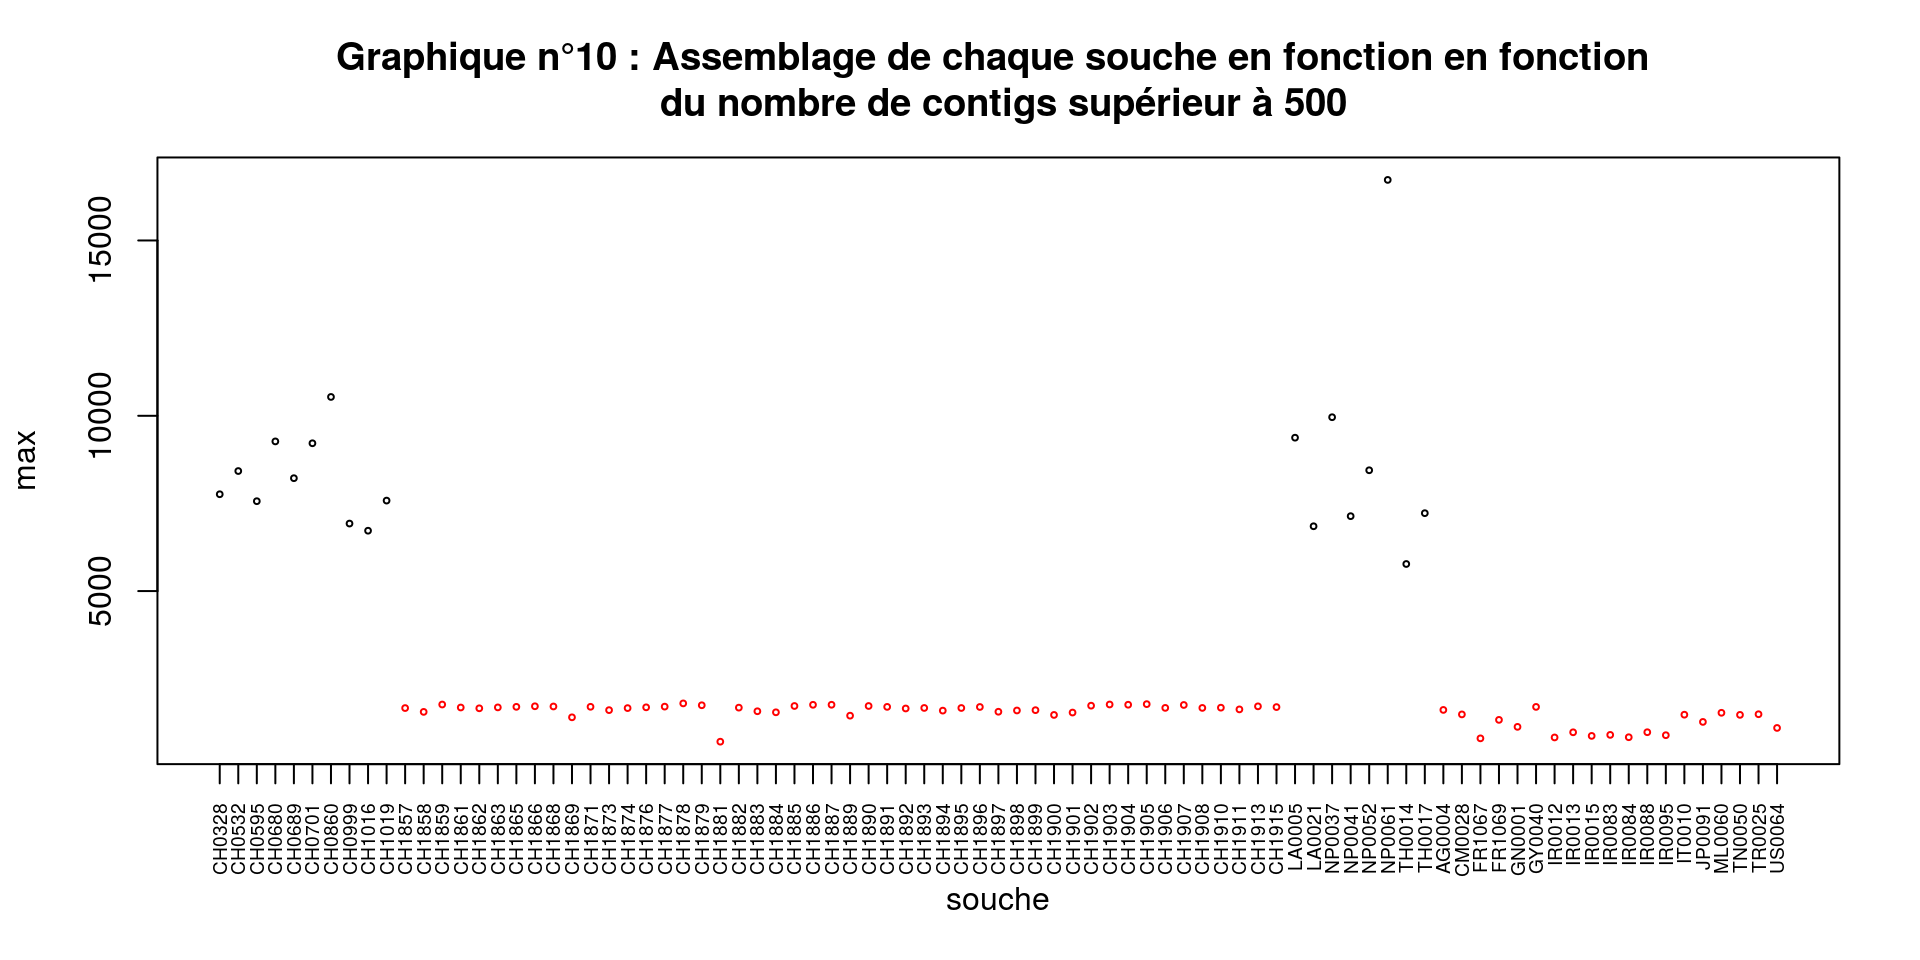 Graphique n°10 : Assemblage de chaque souche en fonction en fonction
du nombre de contigs supérieur à 500
max
15000
10000
5000
CH0328
CH0532
CH0595
CH0680
CH0689
CH0701
CH0860
CH0999
CH1016
CH1019
CH1857
CH1858
CH1859
CH1861
CH1862
CH1863
CH1865
CH1866
CH1868
CH1869
CH1871
CH1873
CH1874
CH1876
CH1877
CH1878
CH1879
CH1881
CH1882
CH1883
CH1884
CH1885
CH1886
CH1887
CH1889
CH1890
CH1891
CH1892
CH1893
CH1894
CH1895
CH1896
CH1897
CH1898
CH1899
CH1900
CH1901
CH1902
CH1903
CH1904
CH1905
CH1906
CH1907
CH1908
CH1910
CH1911
CH1913
CH1915
LA0005
LA0021
NP0037
NP0041
NP0052
NP0061
TH0014
TH0017
AG0004
CM0028
FR1067
FR1069
GN0001
GY0040
IR0012
IR0013
IR0015
IR0083
IR0084
IR0088
IR0095
IT0010
JP0091
ML0060
TN0050
TR0025
US0064
souche